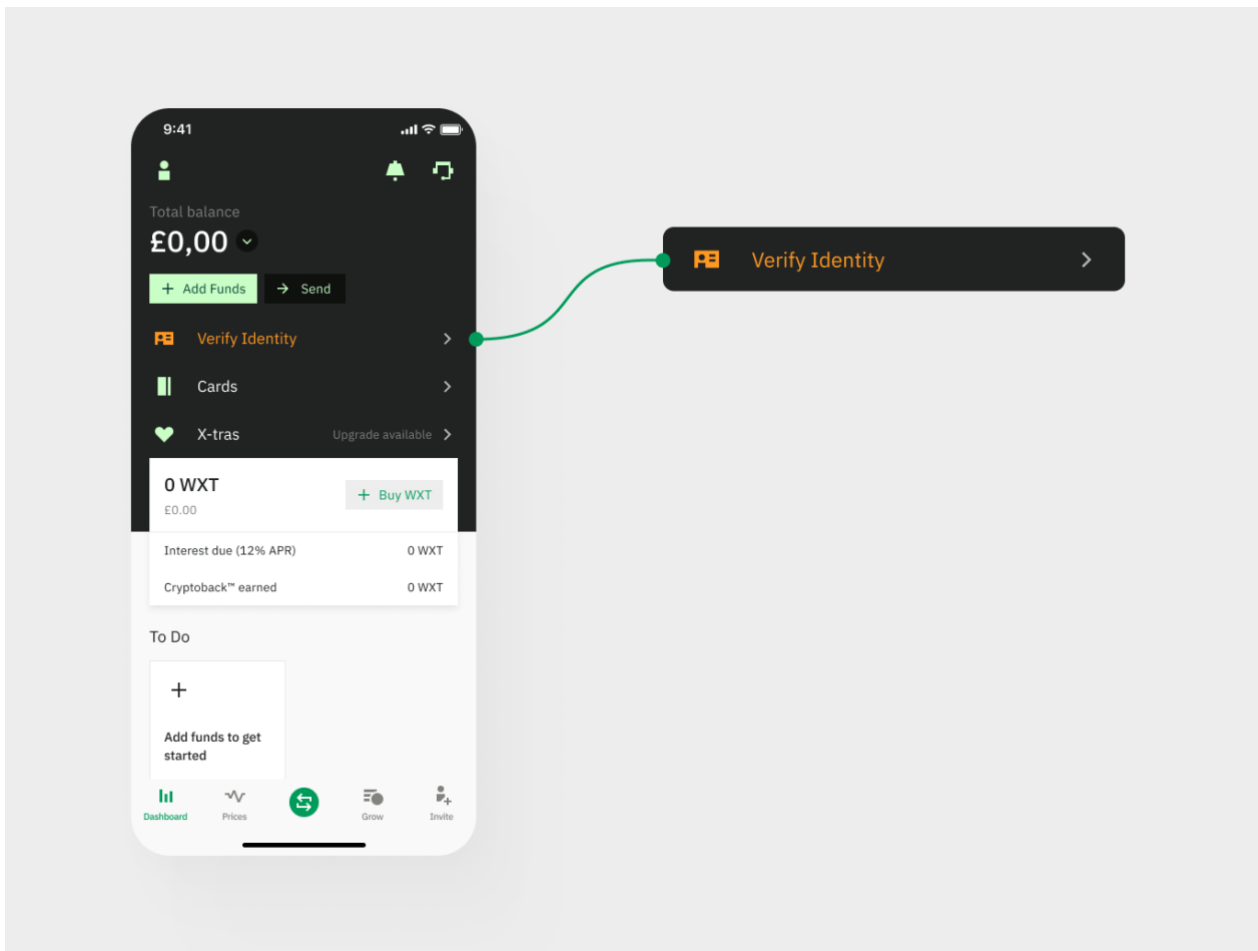 9:41
Total balance
£0,00
+ Add Funds → Send
Verify Identity
Cards
X-tras Upgrade available
0 WXT
£0.00
+ Buy WXT
Interest due (12% APR) 0 WXT
Cryptoback™ earned 0 WXT
To Do
Add funds to get
started
Dashboard Prices Grow Invite
Verify Identity